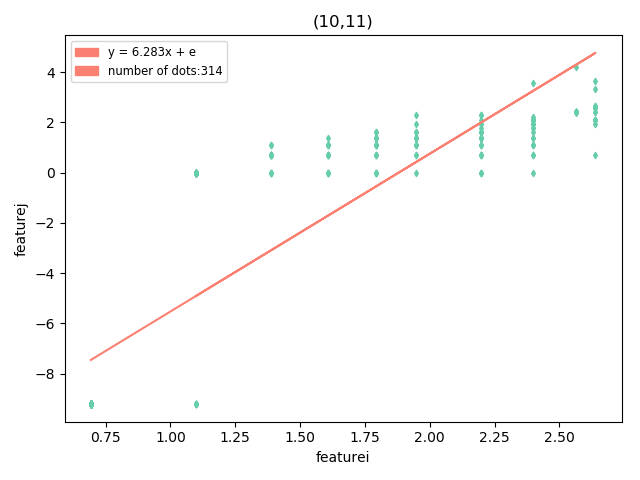 (10,11)
y = 6.283x + e
number of dots:314
4
2
0
−2
−4
−6
−8
featurej
0.75 1.00 1.25 1.50 1.75 2.00 2.25 2.50
featurei